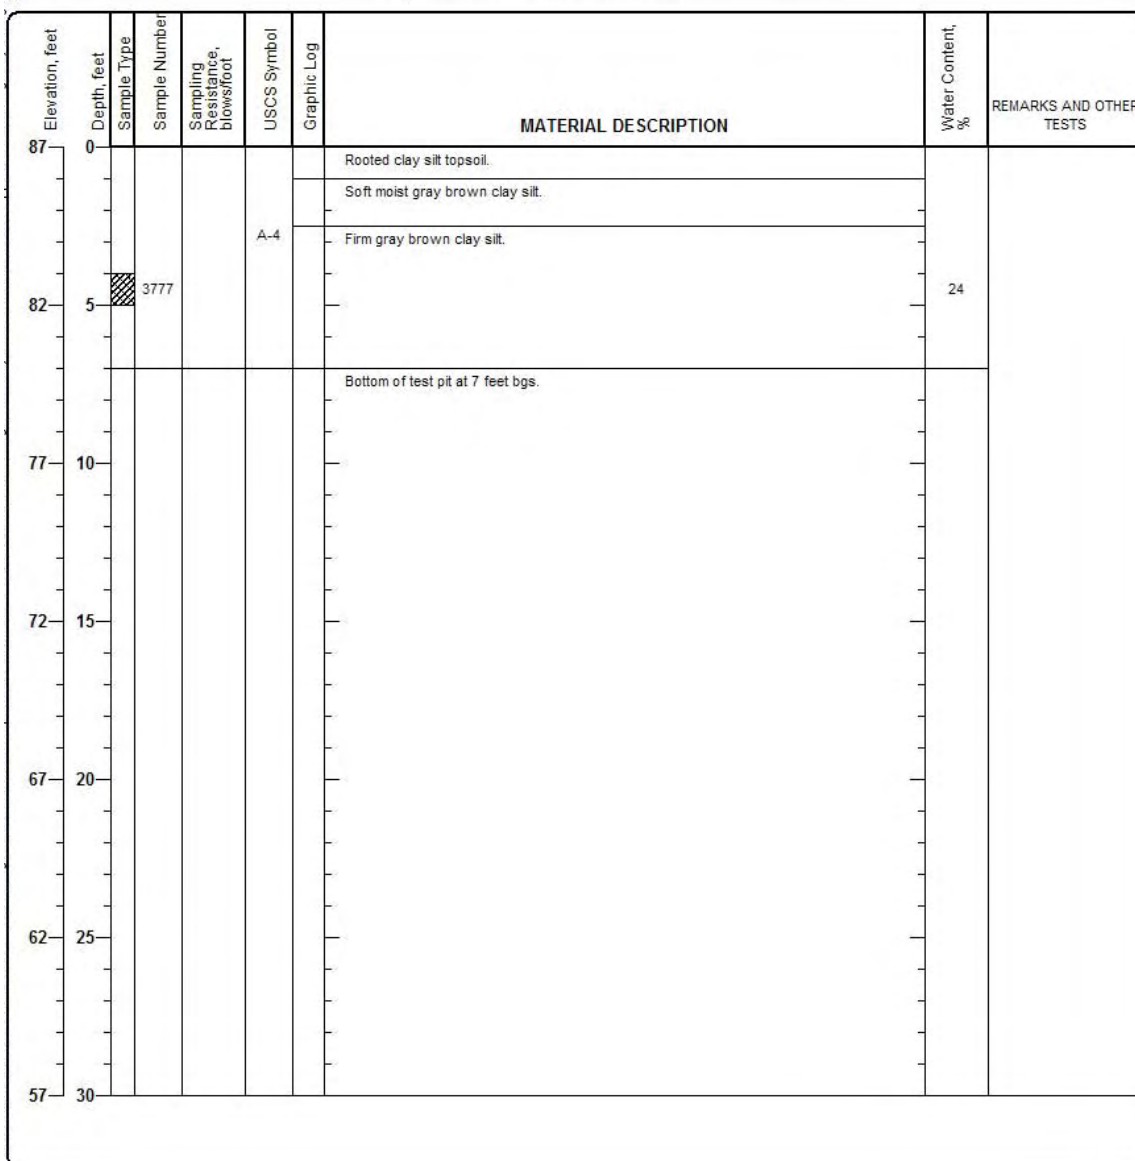 Elevation, feet
Depth, feet
Sample Type
Sample Number
Sampling
Resistance,
blows/foot
USCS Symbol
Graphic Log
MATERIAL DESCRIPTION
Water Content,
%
REMARKS AND OTHER
TESTS
87 0
Rooted clay silt topsoil.
Soft moist gray brown clay silt.
A-4
Firm gray brown clay silt.
3777 24
82 5
Bottom of test pit at 7 feet bgs.
77 10
72 15
67 20
62 25
57 30